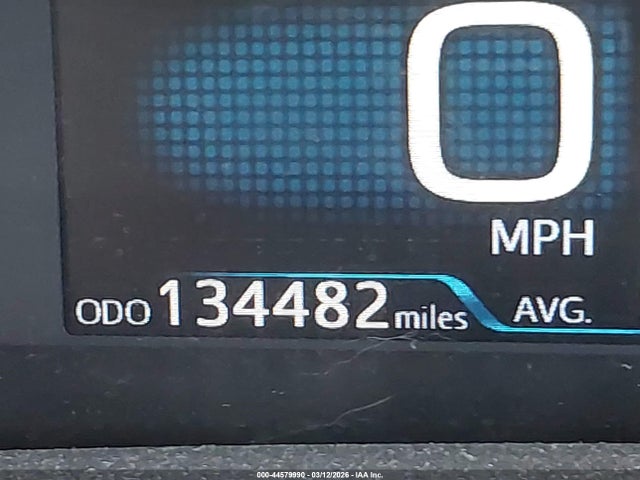 0
MPH
ODO 134482 miles AVG.
000-44579990 - 03/12/2026 - IAA Inc.